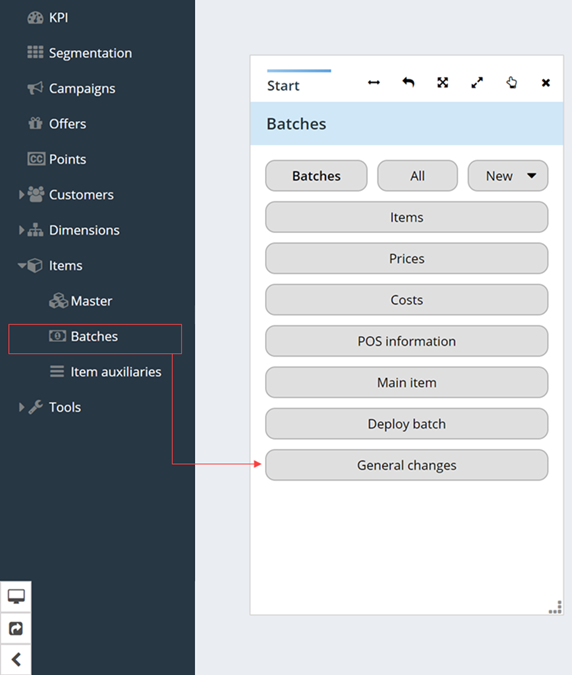 KPI
Segmentation
Campaigns
Offers
CC Points
Customers
Dimensions
Items
Master
Batches
Item auxiliaries
Tools
Start
Batches
Batches All New
Items
Prices
Costs
POS information
Main item
Deploy batch
General changes